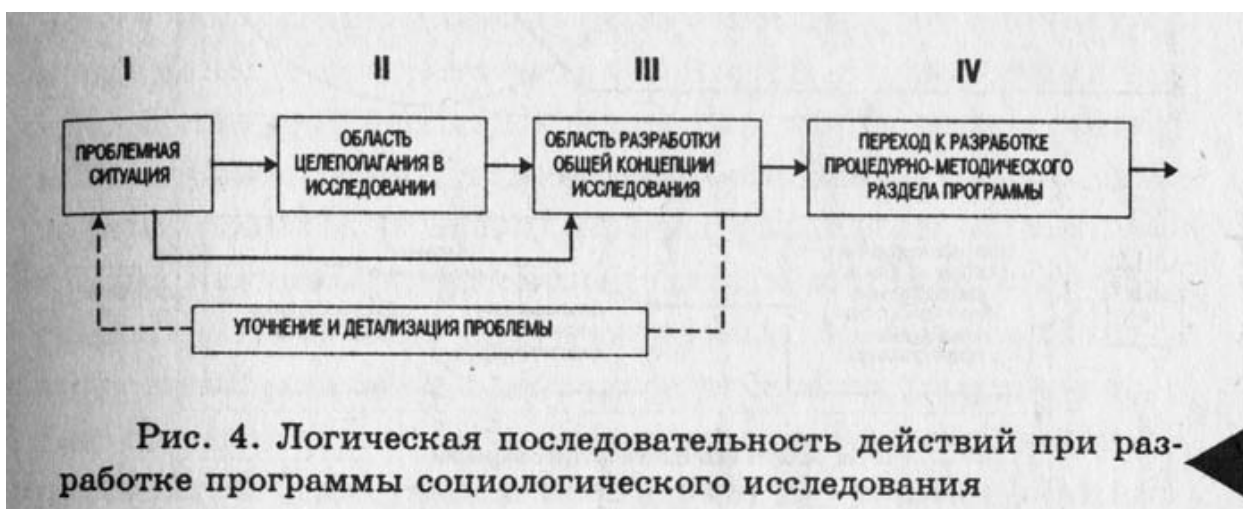 I
II
III
IV
ПРОБЛЕМНАЯ
СИТУАЦИЯ
ОБЛАСТЬ
ЦЕЛЕПОЛАГАНИЯ В
ИССЛЕДОВАНИИ
ОБЛАСТЬ РАЗРАБОТКИ
ОБЩЕЙ КОНЦЕПЦИИ
ИССЛЕДОВАНИЯ
ПЕРЕХОД К РАЗРАБОТКЕ
ПРОЦЕДУРНО-МЕТОДИЧЕСКОГО
РАЗДЕЛА ПРОГРАММЫ
УТОЧНЕНИЕ И ДЕТАЛИЗАЦИЯ ПРОБЛЕМЫ
Рис. 4. Логическая последовательность действий при раз-
работке программы социологического исследования